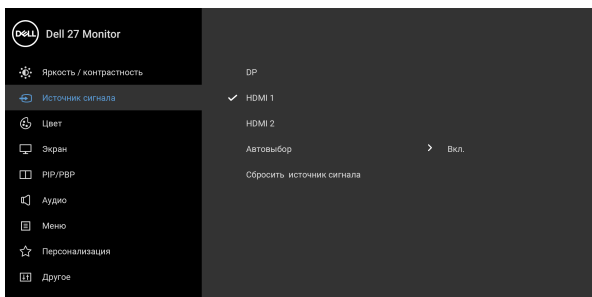 DELL Dell 27 Monitor
Яркость / контрастность
DP
Источник сигнала
HDMI 1
Цвет
HDMI 2
Экран
Автовыбор Вкл.
PIP/PBP
Сбросить источник сигнала
Аудио
Меню
Персонализация
Другое